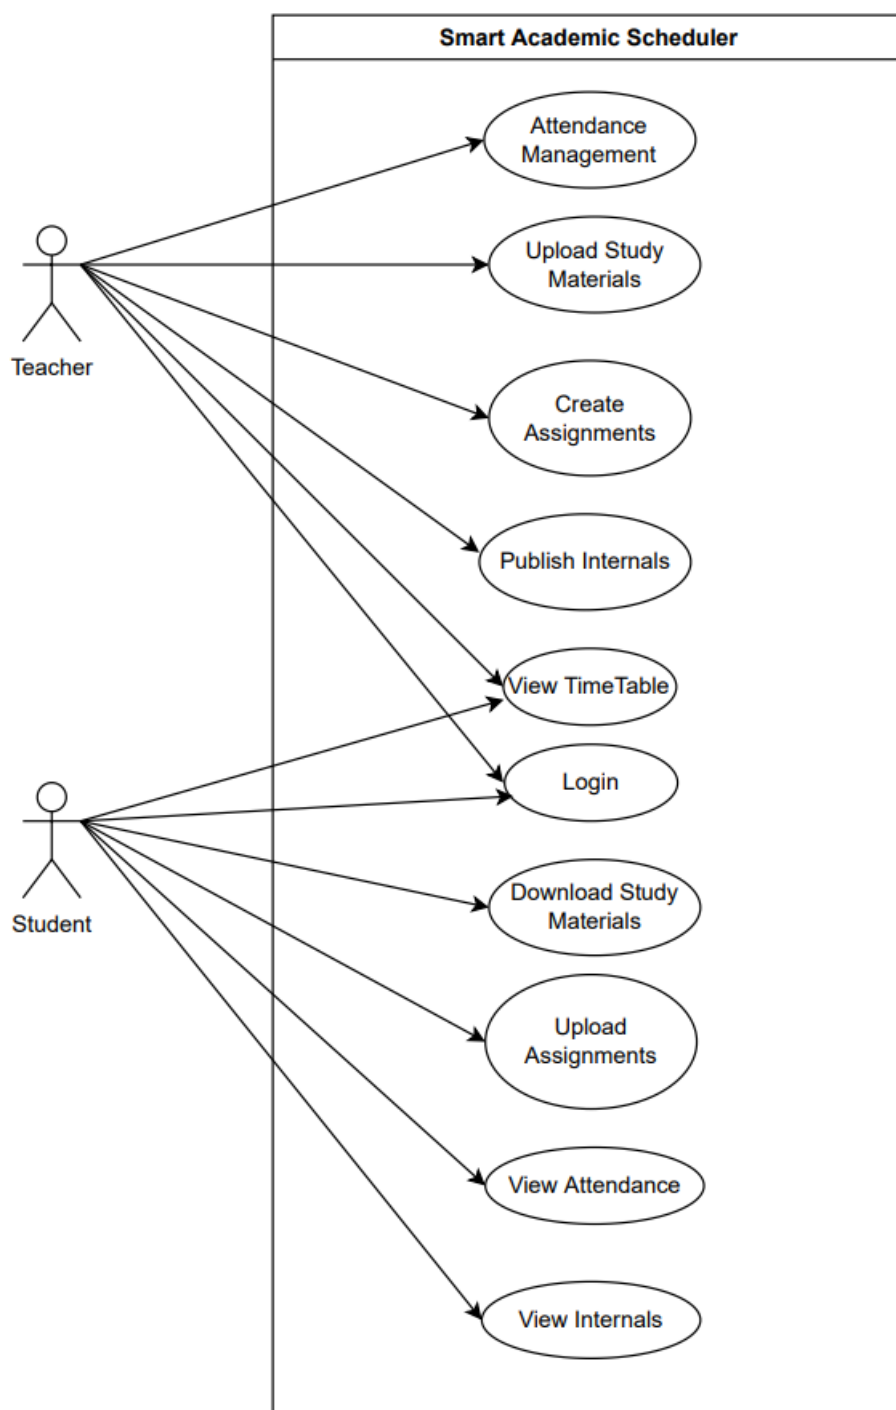 Smart Academic Scheduler
Attendance
Management
Upload Study
Materials
Teacher
Create
Assignments
Publish Internals
View TimeTable
Login
Download Study
Materials
Student
Upload
Assignments
View Attendance
View Internals